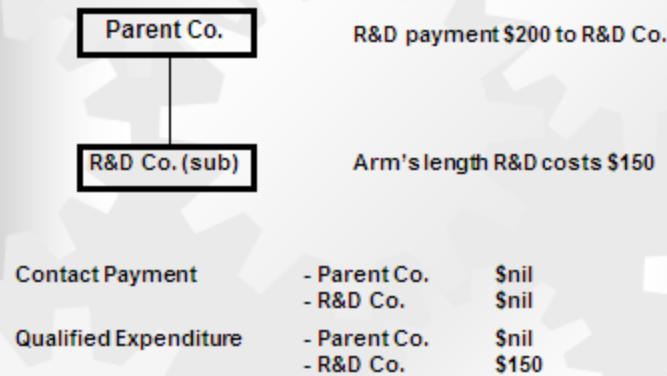 Parent Co. R&D payment $200 to R&D Co.
R&D Co. (sub) Arm's length R&D costs $150
Contact Payment - Parent Co. $nil
- R&D Co. $nil
Qualified Expenditure - Parent Co. $nil
- R&D Co. $150